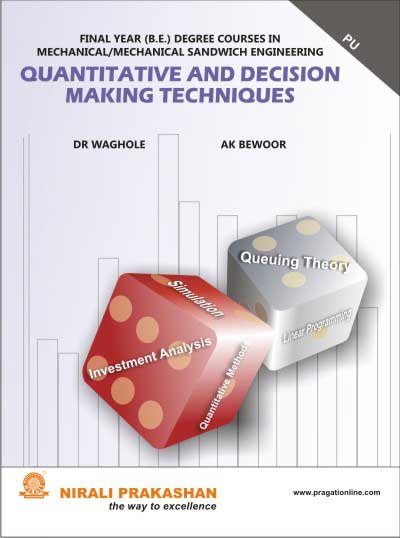 FINAL YEAR (B.E.) DEGREE COURSES IN
MECHANICAL/MECHANICAL SANDWICH ENGINEERING
PU
QUANTITATIVE AND DECISION
MAKING TECHNIQUES
DR WAGHOLE
AK BEWOOR
Queuing Theory
Linear Programming
Simulation
Investment Analysis
Quantitative Methods
NIRALI PRAKASHAN
the way to excellence
www.pragationline.com